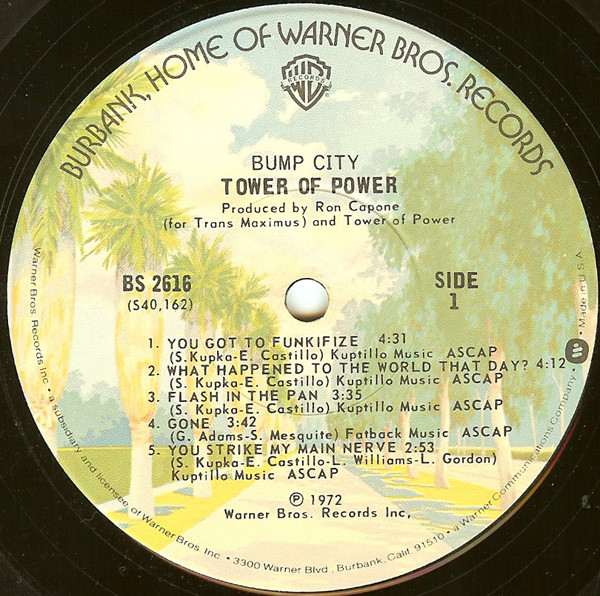 BURBANK, HOME OF WARNER BROS. RECORDS
RECORDS
BUMP CITY
TOWER OF POWER
Produced by Ron Capone
(for Trans Maximus) and Tower of Power
BS 2616
(S40,162)
SIDE
1
1. YOU GOT TO FUNKIFIZE 4:31
(S. Kupka-E. Castillo) Kuptillo Music ASCAP
2. WHAT HAPPENED TO THE WORLD THAT DAY? 4:12
(S. Kupka-E. Castillo) Kuptillo Music ASCAP
3. FLASH IN THE PAN 3:35
(S. Kupka-E. Castillo) Kuptillo Music ASCAP
4. GONE 3:42
(G. Adams-S. Mesquite) Fatback Music ASCAP
5. YOU STRIKE MY MAIN NERVE 2:53
(S. Kupka-E. Castillo-L. Williams-L. Gordon)
Kuptillo Music ASCAP
℗ 1972
Warner Bros. Records Inc,
Warner Bros. Records Inc. • a subsidiary and licensee of Warner Bros. Inc. • 3300 Warner Blvd., Burbank, Calif. 91510 • a Warner Communications Company. • Made in U.S.A.